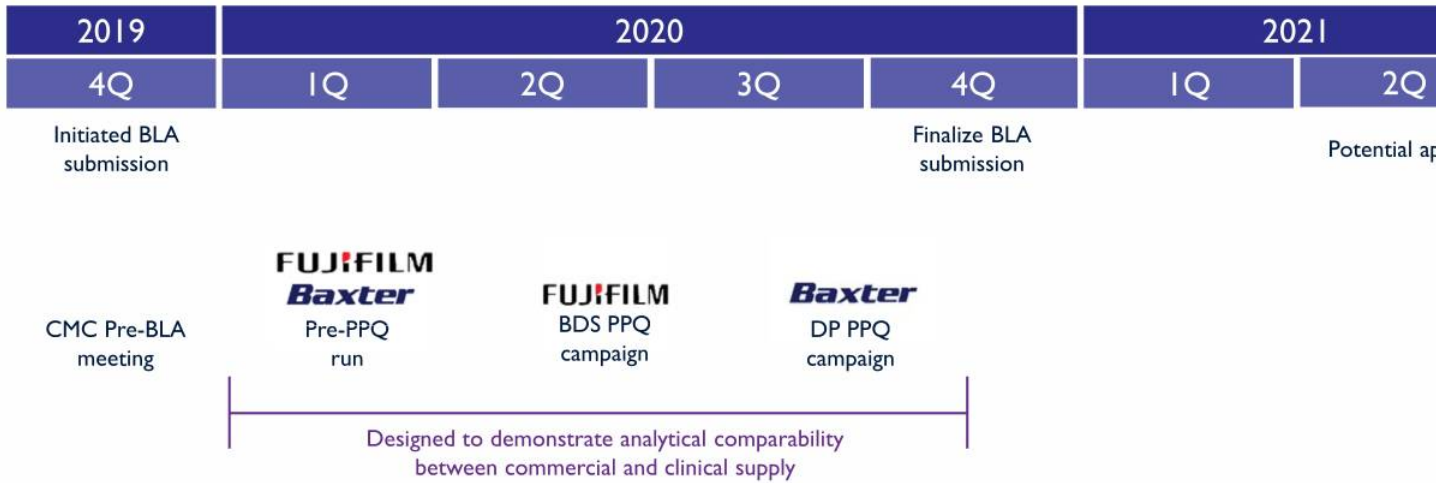 2019
2020
2021
4Q
1Q
2Q
3Q
4Q
1Q
2Q
Initiated BLA
submission
Finalize BLA
submission
Potential ap
FUJIFILM
Baxter
FUJIFILM
Baxter
CMC Pre-BLA
meeting
Pre-PPQ
run
BDS PPQ
campaign
DP PPQ
campaign
Designed to demonstrate analytical comparability
between commercial and clinical supply